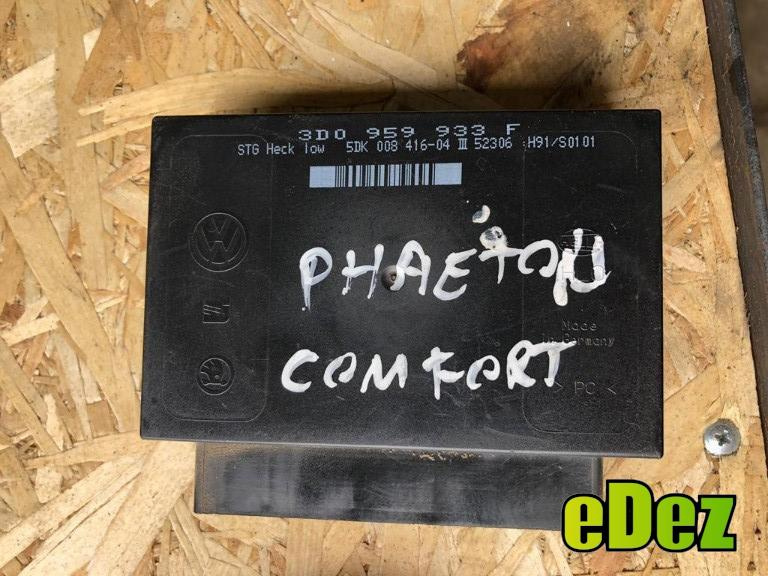 3D0 959 933 F
STG Heck low 5DK 008 416-04 III 52306 H91/S0101
PHAETON
COMFORT
Made
in Germany
> PC <
eDez